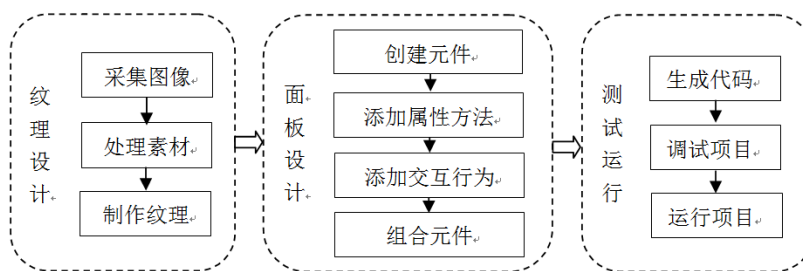 纹理设计
采集图像
处理素材
制作纹理
面板设计
创建元件
添加属性方法
添加交互行为
组合元件
测试运行
生成代码
调试项目
运行项目